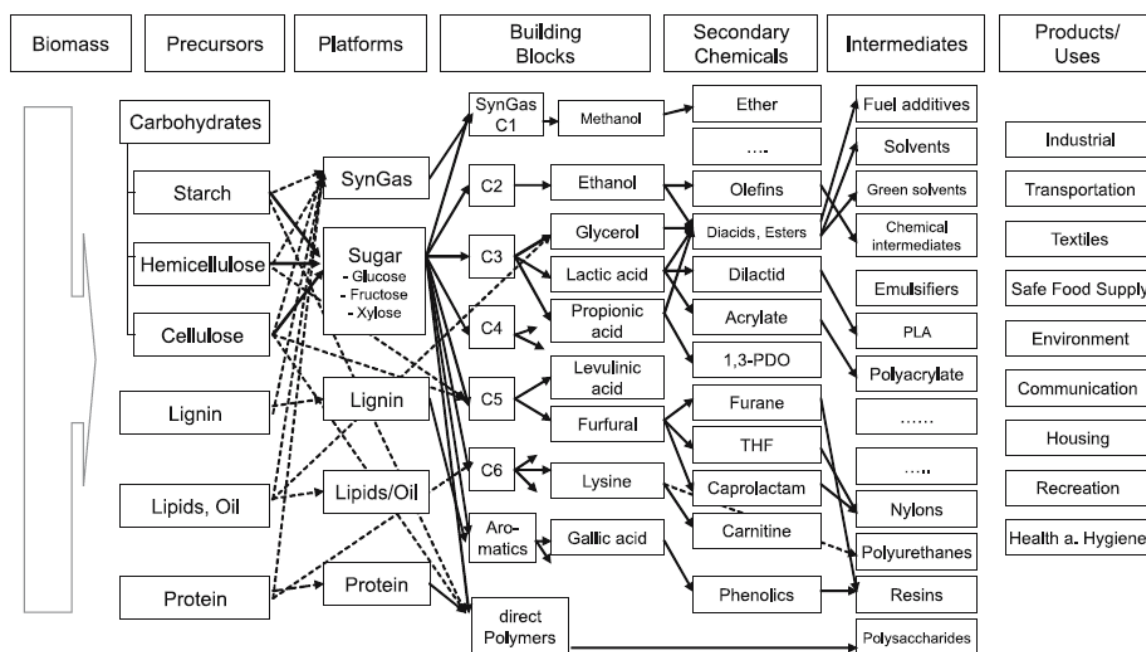 Biomass
Precursors
Platforms
Building
Blocks
Secondary
Chemicals
Intermediates
Products/
Uses
Carbohydrates
Starch
Hemicellulose
Cellulose
Lignin
Lipids, Oil
Protein
SynGas
Sugar
- Glucose
- Fructose
- Xylose
Lignin
Lipids/Oil
Protein
SynGas
C1
C2
C3
C4
C5
C6
Aro-
matics
direct
Polymers
Methanol
Ethanol
Glycerol
Lactic acid
Propionic
acid
Levulinic
acid
Furfural
Lysine
Gallic acid
Ether
....
Olefins
Diacids, Esters
Dilactid
Acrylate
1,3-PDO
Furane
THF
Caprolactam
Carnitine
Phenolics
Fuel additives
Solvents
Green solvents
Chemical
intermediates
Emulsifiers
PLA
Polyacrylate
......
.....
Nylons
Polyurethanes
Resins
Polysaccharides
Industrial
Transportation
Textiles
Safe Food Supply
Environment
Communication
Housing
Recreation
Health a. Hygiene